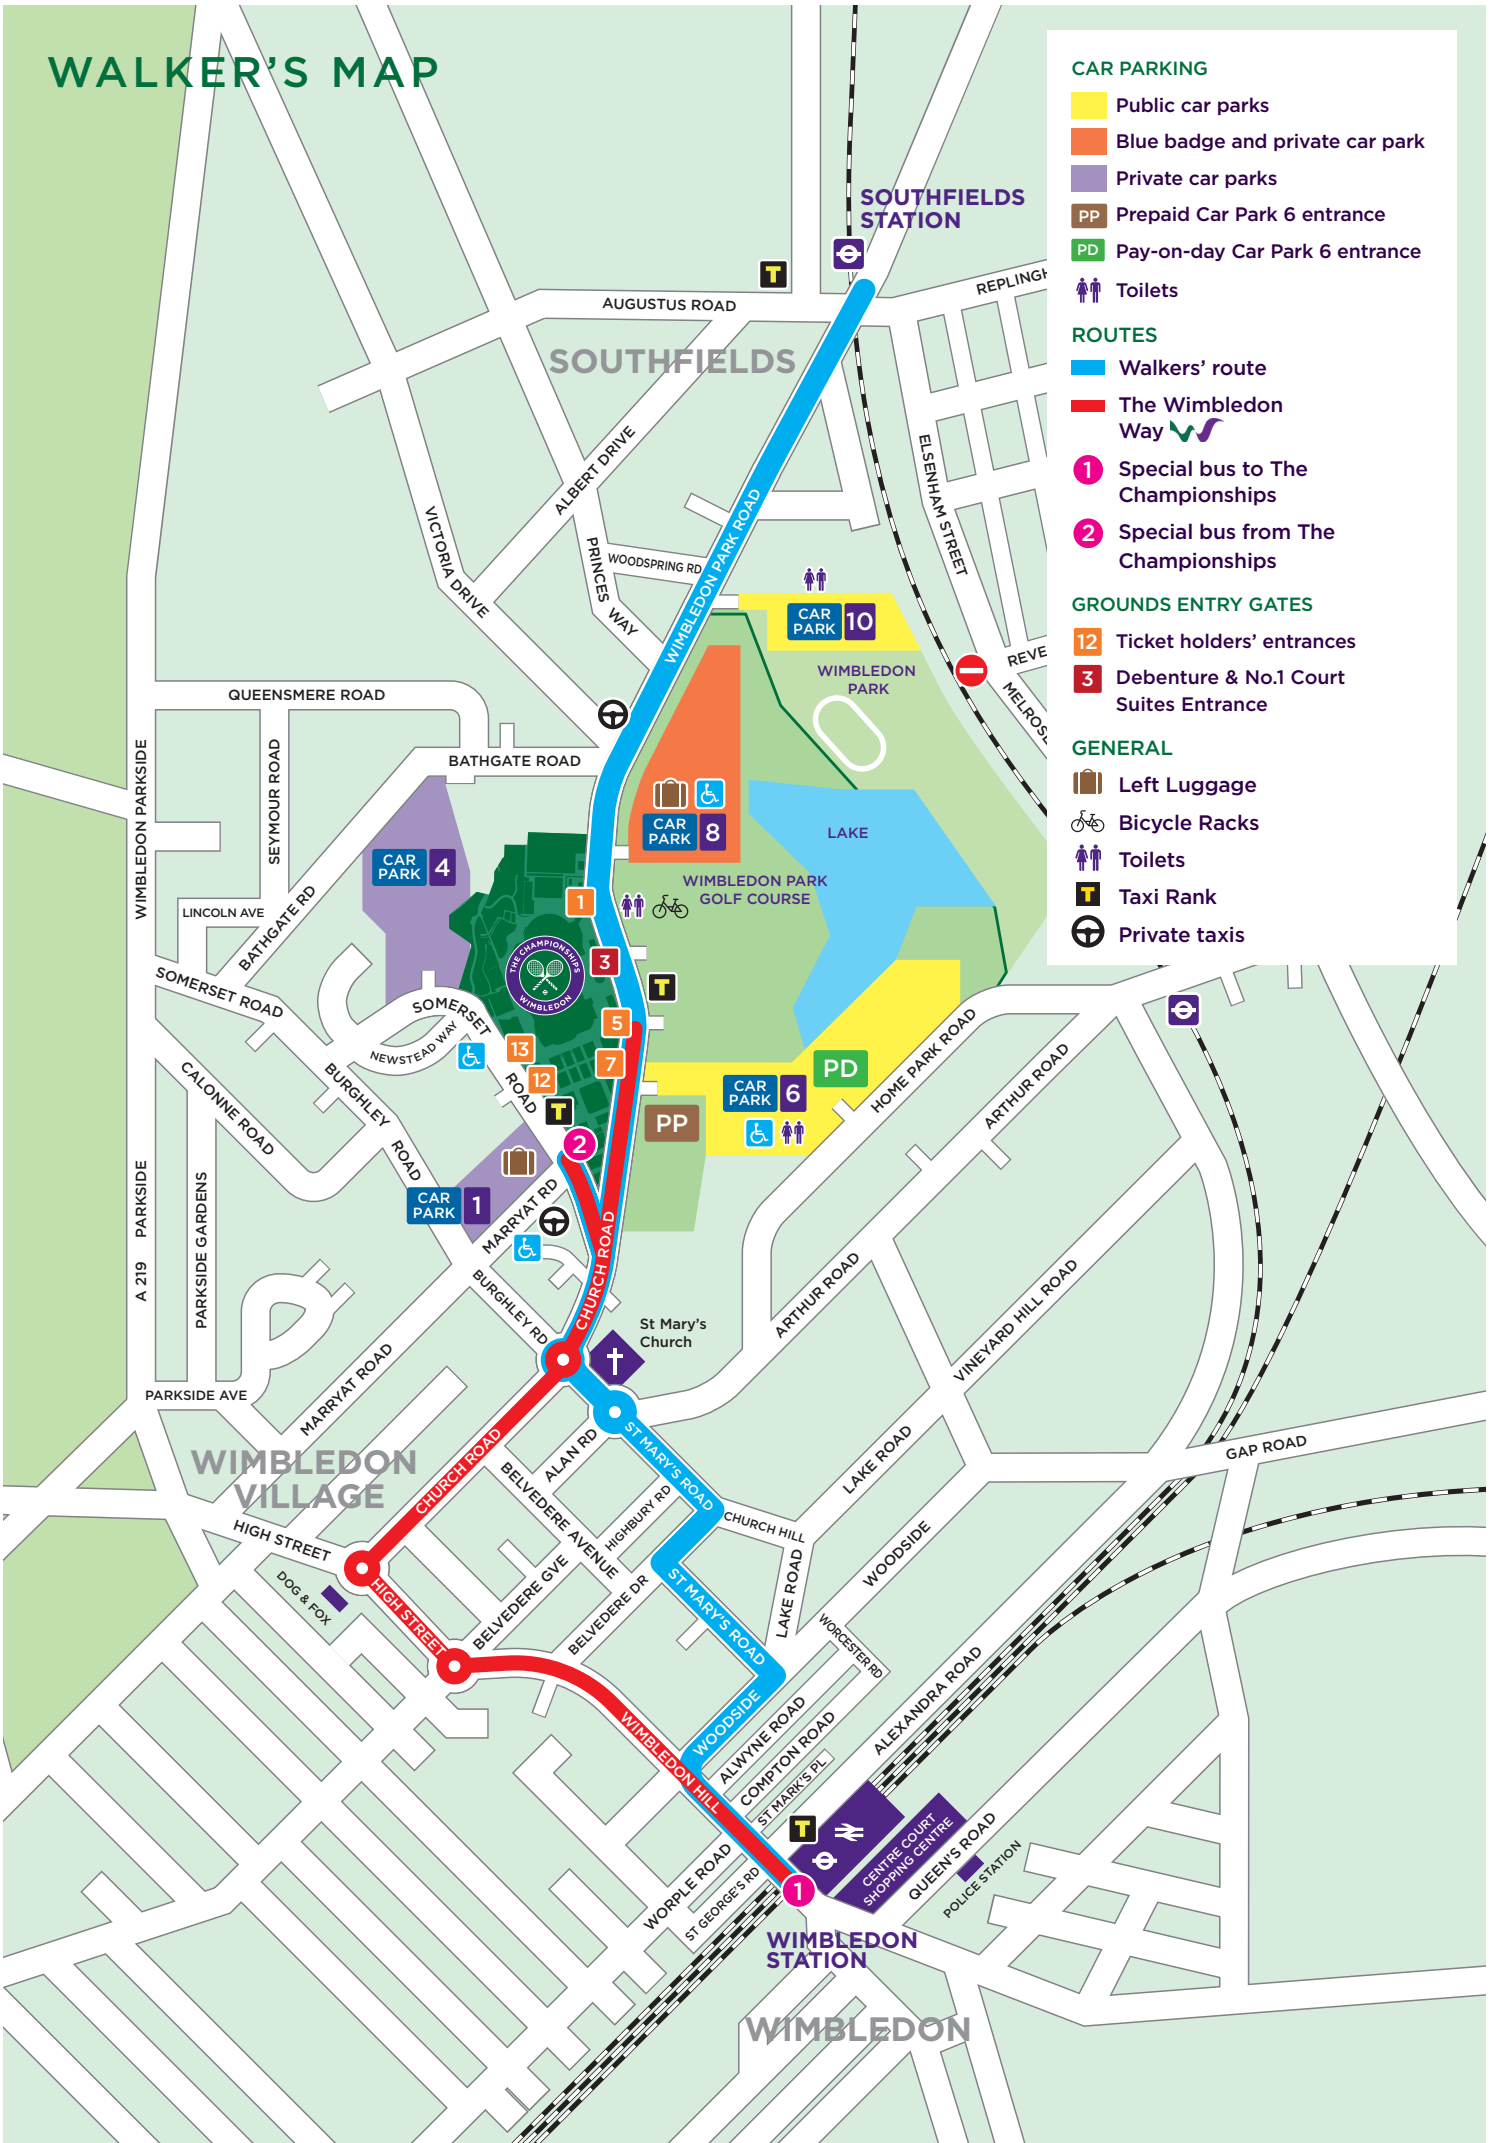 WALKER'S MAP
CAR PARKING
Public car parks
Blue badge and private car park
Private car parks
PP Prepaid Car Park 6 entrance
PD Pay-on-day Car Park 6 entrance
Toilets
ROUTES
Walkers' route
The Wimbledon
Way
1 Special bus to The
Championships
2 Special bus from The
Championships
GROUNDS ENTRY GATES
12 Ticket holders' entrances
3 Debenture & No.1 Court
Suites Entrance
GENERAL
Left Luggage
Bicycle Racks
Toilets
T Taxi Rank
Private taxis
SOUTHFIELDS
STATION
T
AUGUSTUS ROAD
SOUTHFIELDS
ALBERT DRIVE
VICTORIA DRIVE
PRINCES WAY
WOODSPRING RD
WIMBLEDON PARK ROAD
ELSENHAM STREET
CAR
PARK 10
WIMBLEDON
PARK
QUEENSMERE ROAD
BATHGATE ROAD
WIMBLEDON PARKSIDE
SEYMOUR ROAD
CAR
PARK 8
LAKE
CAR
PARK 4
WIMBLEDON PARK
GOLF COURSE
LINCOLN AVE
BATHGATE RD
1
3
THE CHAMPIONSHIPS
WIMBLEDON
T
SOMERSET ROAD
SOMERSET
ROAD
NEWSTEAD WAY
5
7
13
12
T
2
CAR
PARK 6
PD
PP
HOME PARK ROAD
ARTHUR ROAD
CALONNE ROAD
BURGHLEY
ROAD
A 219 PARKSIDE
PARKSIDE GARDENS
CAR
PARK 1
MARRYAT RD
BURGHLEY RD
CHURCH ROAD
St Mary's
Church
ARTHUR ROAD
VINEYARD HILL ROAD
PARKSIDE AVE
MARRYAT ROAD
WIMBLEDON
VILLAGE
CHURCH ROAD
ALAN RD
ST MARY'S ROAD
LAKE ROAD
GAP ROAD
BELVEDERE AVENUE
HIGHBURY RD
CHURCH HILL
HIGH STREET
DOG & FOX
HIGH STREET
BELVEDERE GVE
BELVEDERE DR
ST MARY'S ROAD
LAKE ROAD
WOODSIDE
WORCESTER RD
WOODSIDE
WIMBLEDON HILL
ALWYNE ROAD
COMPTON ROAD
ST MARK'S PL
ALEXANDRA ROAD
T
CENTRE COURT
SHOPPING CENTRE
QUEEN'S ROAD
POLICE STATION
WORPLE ROAD
ST GEORGE'S RD
1
WIMBLEDON
STATION
WIMBLEDON